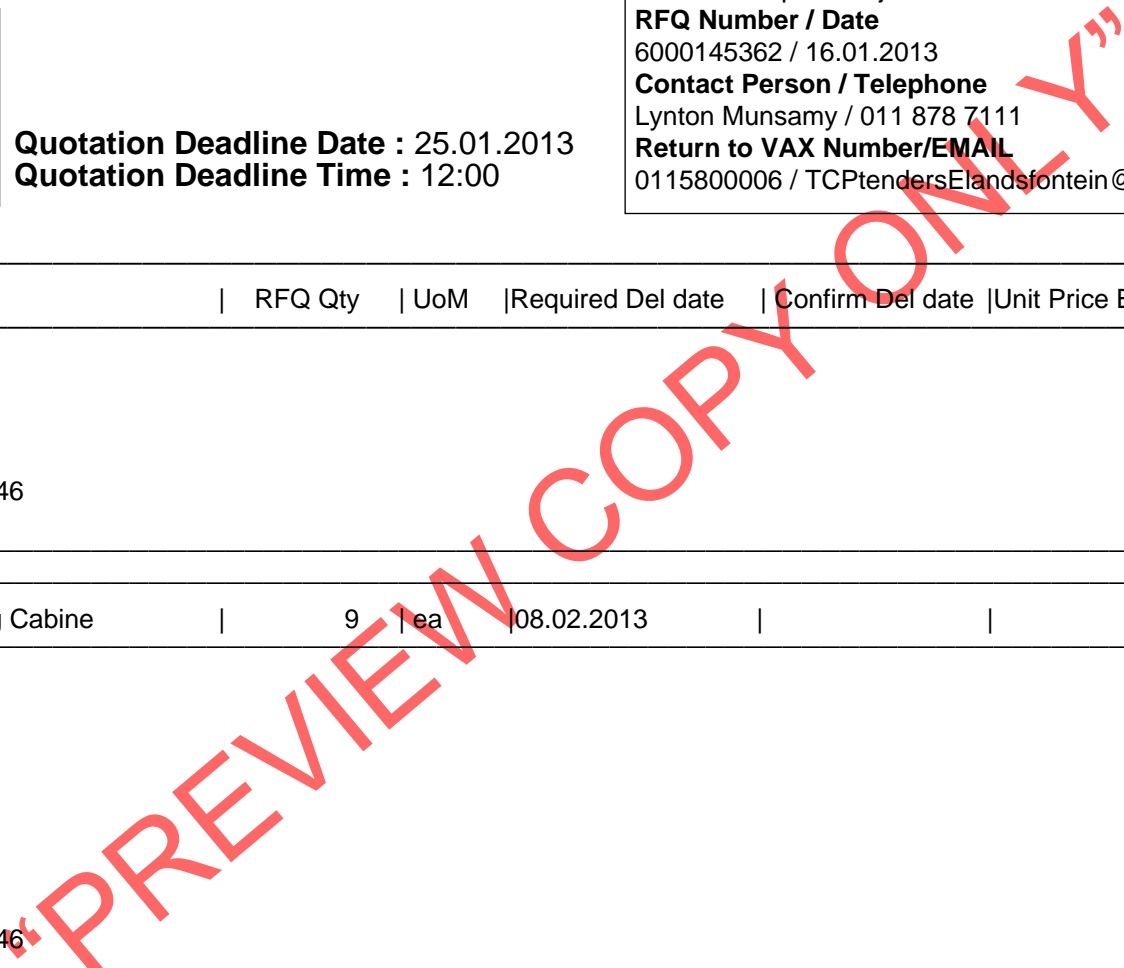 RFQ Number / Date
6000145362 / 16.01.2013
Contact Person / Telephone
Lynton Munsamy / 011 878 7111
Return to VAX Number/EMAIL
0115800006 / TCPtendersElandsfontein@
Quotation Deadline Date : 25.01.2013
Quotation Deadline Time : 12:00
| RFQ Qty | UoM |Required Del date | Confirm Del date |Unit Price
46
Cabine | 9 | ea |08.02.2013 | |
46
“PREVIEW COPY ONLY”